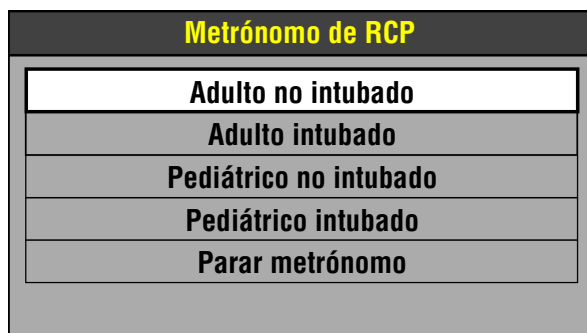 Metrónomo de RCP
Adulto no intubado
Adulto intubado
Pediátrico no intubado
Pediátrico intubado
Parar metrónomo